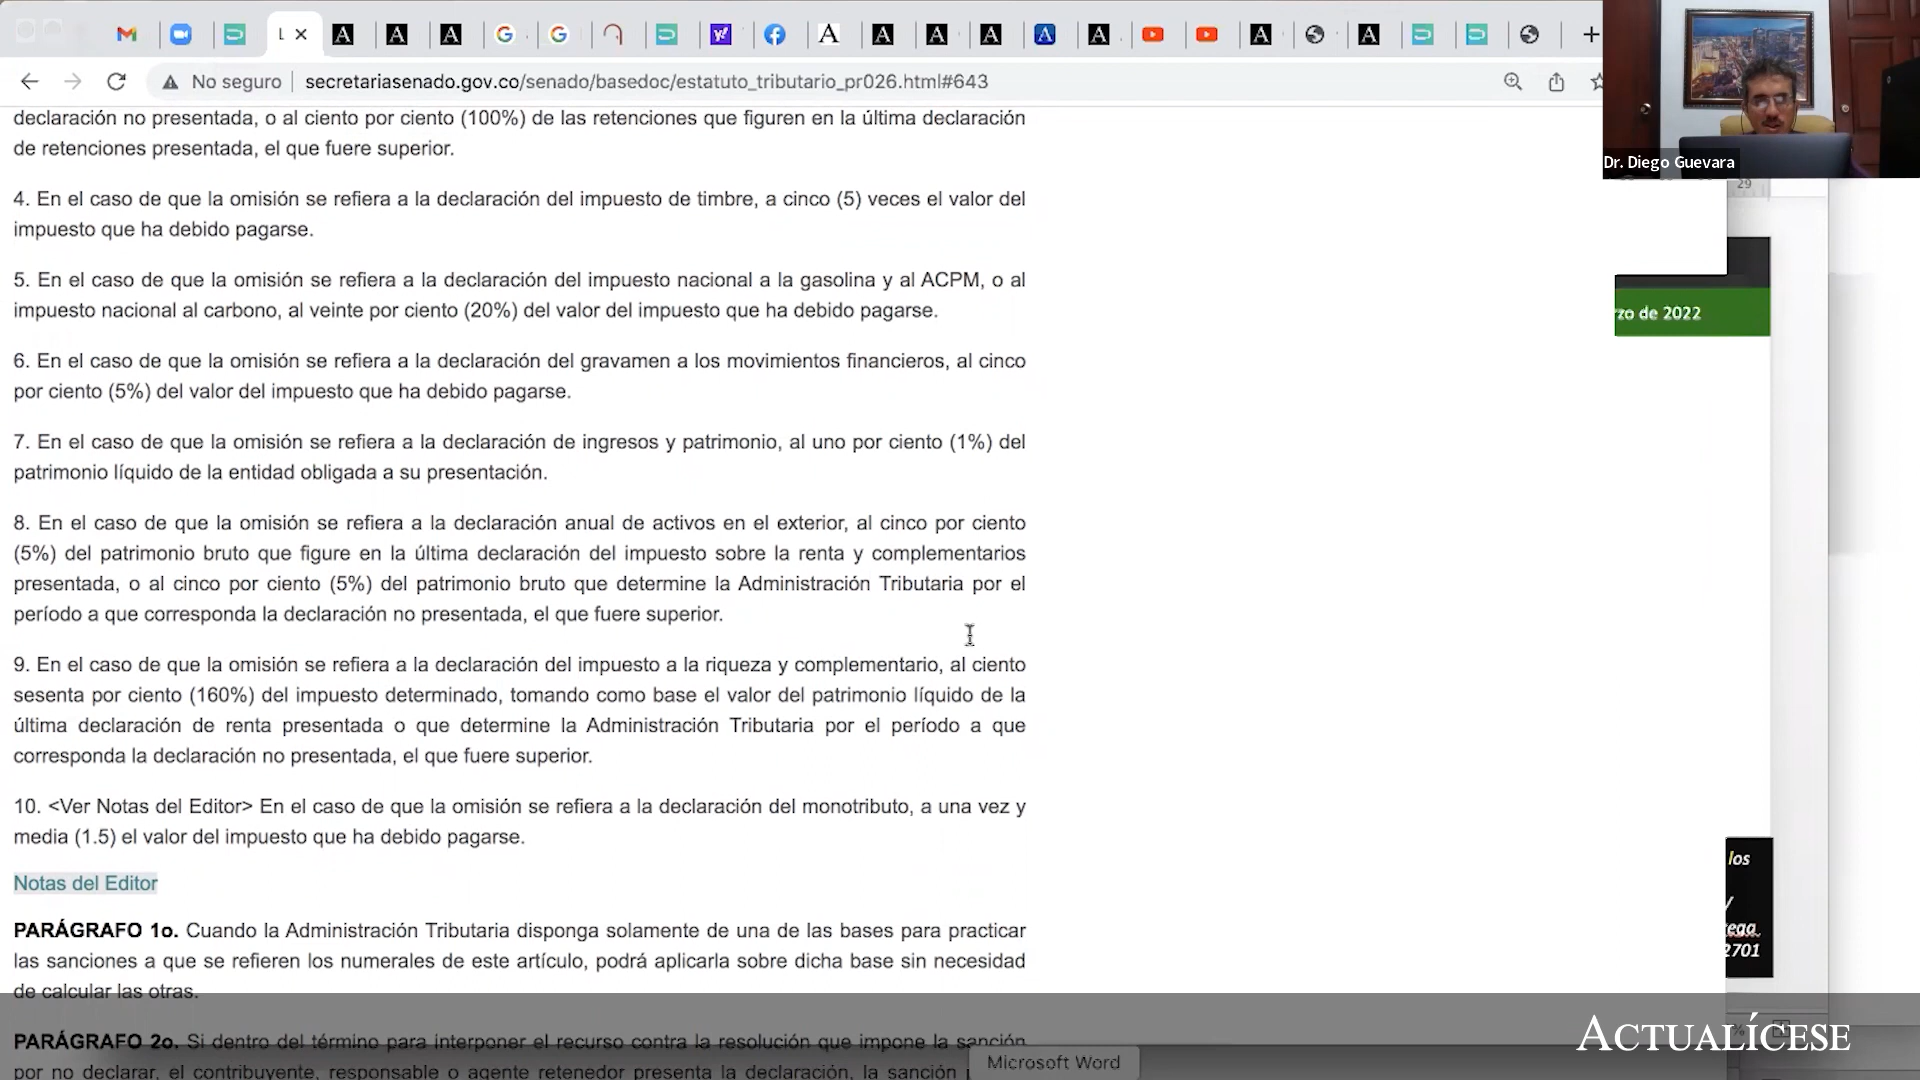 No seguro
secretariasenado.gov.co/senado/basedoc/estatuto_tributario_pr026.html#643
Dr. Diego Guevara
29
declaración no presentada, o al ciento por ciento (100%) de las retenciones que figuren en la última declaración
de retenciones presentada, el que fuere superior.
4. En el caso de que la omisión se refiera a la declaración del impuesto de timbre, a cinco (5) veces el valor del
impuesto que ha debido pagarse.
5. En el caso de que la omisión se refiera a la declaración del impuesto nacional a la gasolina y al ACPM, o al
impuesto nacional al carbono, al veinte por ciento (20%) del valor del impuesto que ha debido pagarse.
rzo de 2022
6. En el caso de que la omisión se refiera a la declaración del gravamen a los movimientos financieros, al cinco
por ciento (5%) del valor del impuesto que ha debido pagarse.
7. En el caso de que la omisión se refiera a la declaración de ingresos y patrimonio, al uno por ciento (1%) del
patrimonio líquido de la entidad obligada a su presentación.
8. En el caso de que la omisión se refiera a la declaración anual de activos en el exterior, al cinco por ciento
(5%) del patrimonio bruto que figure en la última declaración del impuesto sobre la renta y complementarios
presentada, o al cinco por ciento (5%) del patrimonio bruto que determine la Administración Tributaria por el
período a que corresponda la declaración no presentada, el que fuere superior.
9. En el caso de que la omisión se refiera a la declaración del impuesto a la riqueza y complementario, al ciento
sesenta por ciento (160%) del impuesto determinado, tomando como base el valor del patrimonio líquido de la
última declaración de renta presentada o que determine la Administración Tributaria por el período a que
corresponda la declaración no presentada, el que fuere superior.
10. <Ver Notas del Editor> En el caso de que la omisión se refiera a la declaración del monotributo, a una vez y
media (1.5) el valor del impuesto que ha debido pagarse.
Notas del Editor
los
y
rega
2701
PARÁGRAFO 1o. Cuando la Administración Tributaria disponga solamente de una de las bases para practicar
las sanciones a que se refieren los numerales de este artículo, podrá aplicarla sobre dicha base sin necesidad
de calcular las otras.
PARÁGRAFO 2o. Si dentro del término para interponer el recurso contra la resolución que impone la sanción
por no declarar, el contribuyente, responsable o agente retenedor presenta la declaración, la sanción
Microsoft Word
ACTUALÍCESE